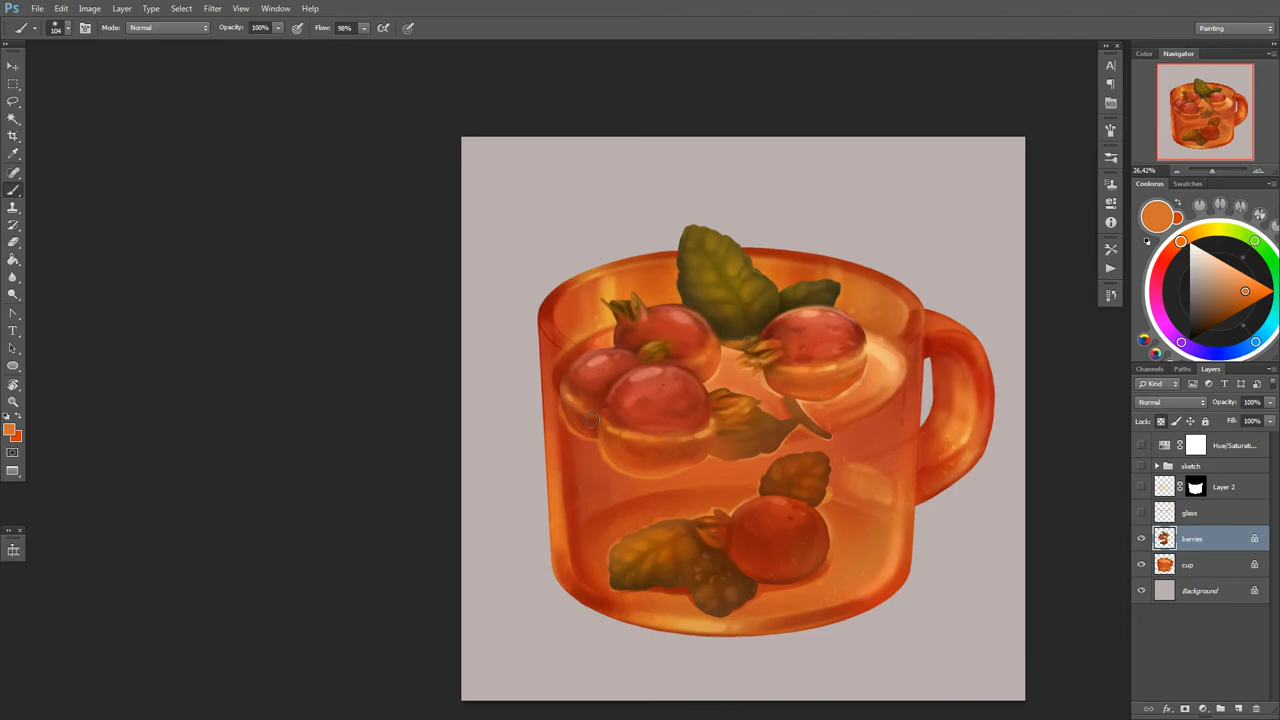 Ps File Edit Image Layer Type Select Filter View Window Help
104 Mode: Normal Opacity: 100% Flow: 98% Painting
Color Navigator
26,42%
Coolorus Swatches
Channels Paths Layers
Kind
Normal Opacity: 100%
Lock: Fill: 100%
Hue/Saturati...
sketch
Layer 2
glass
berries
cup
Background
fx